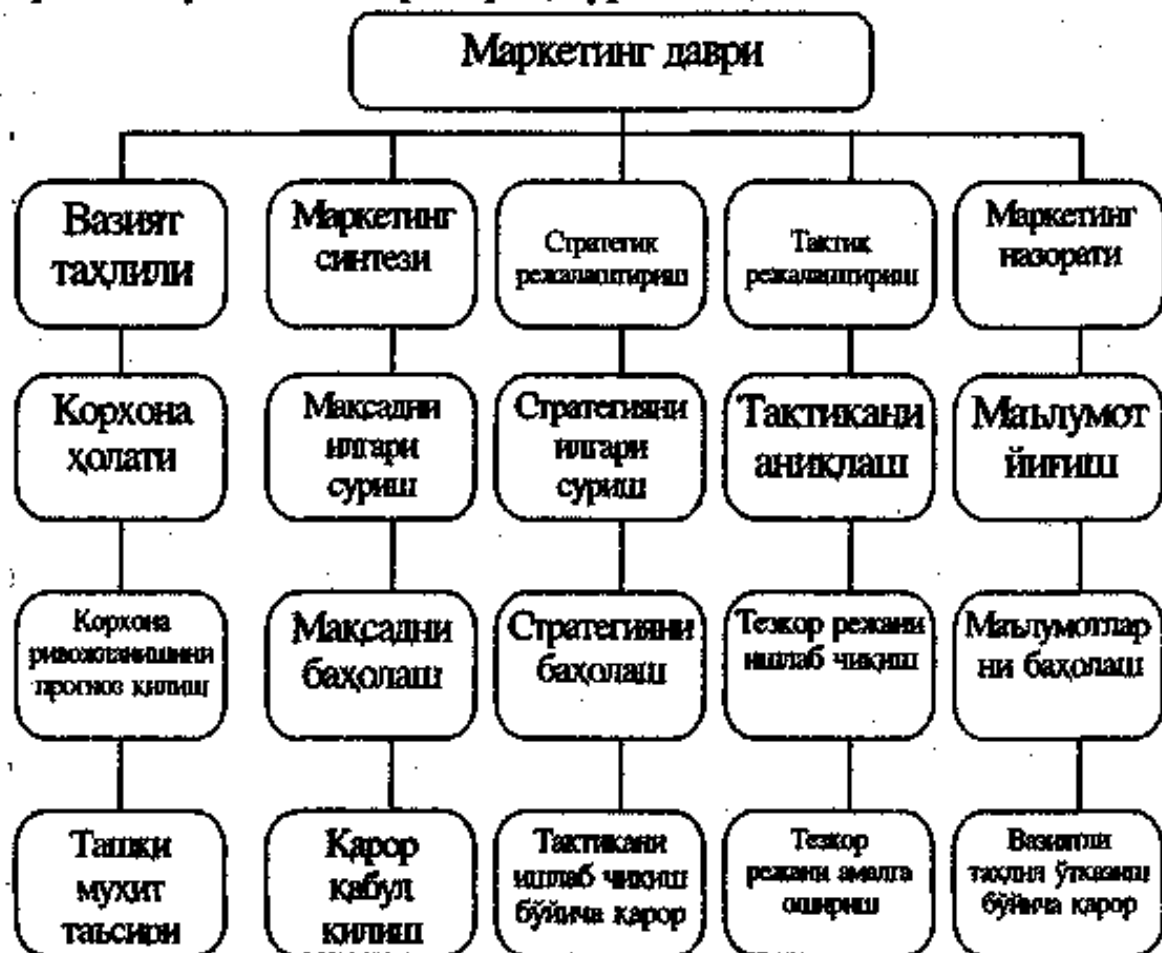 Маркетинг даври
Вазият
таҳлили
Маркетинг
синтези
Стратегик
режалаштириш
Тактик
режалаштириш
Маркетинг
назорати
Корхона
ҳолати
Мақсадни
илгари
суриш
Стратегияни
илгари
суриш
Тактикани
аниқлаш
Маълумот
йиғиш
Корхона
ривожланишини
прогноз қилиш
Мақсадни
баҳолаш
Стратегияни
баҳолаш
Тезкор режани
ишлаб чиқиш
Маълумотлар
ни баҳолаш
Ташқи
муҳит
таъсири
Қарор
қабул
қилиш
Тактикани
ишлаб чиқиш
бўйича қарор
Тезкор
режани амалга
ошириш
Вазиятли
таҳлил ўтказиш
бўйича қарор